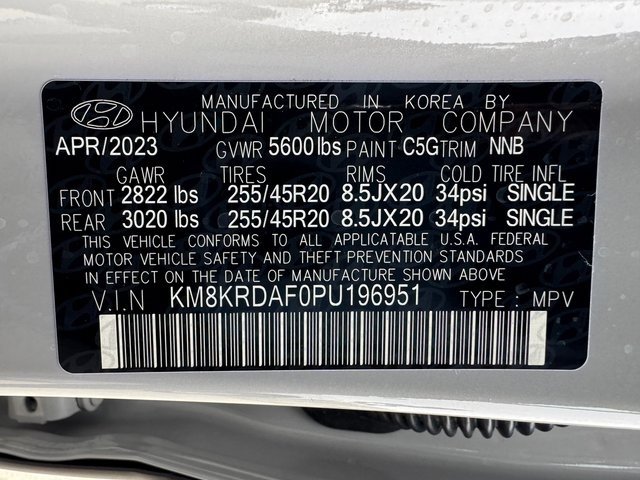 MANUFACTURED IN KOREA BY
HYUNDAI MOTOR COMPANY
APR/2023 GVWR 5600 lbs PAINT C5G TRIM NNB
GAWR TIRES RIMS COLD TIRE INFL
FRONT 2822 lbs 255/45R20 8.5JX20 34psi SINGLE
REAR 3020 lbs 255/45R20 8.5JX20 34psi SINGLE
THIS VEHICLE CONFORMS TO ALL APPLICABLE U.S.A. FEDERAL
MOTOR VEHICLE SAFETY AND THEFT PREVENTION STANDARDS
IN EFFECT ON THE DATE OF MANUFACTURE SHOWN ABOVE
V.I.N KM8KRDAF0PU196951 TYPE : MPV